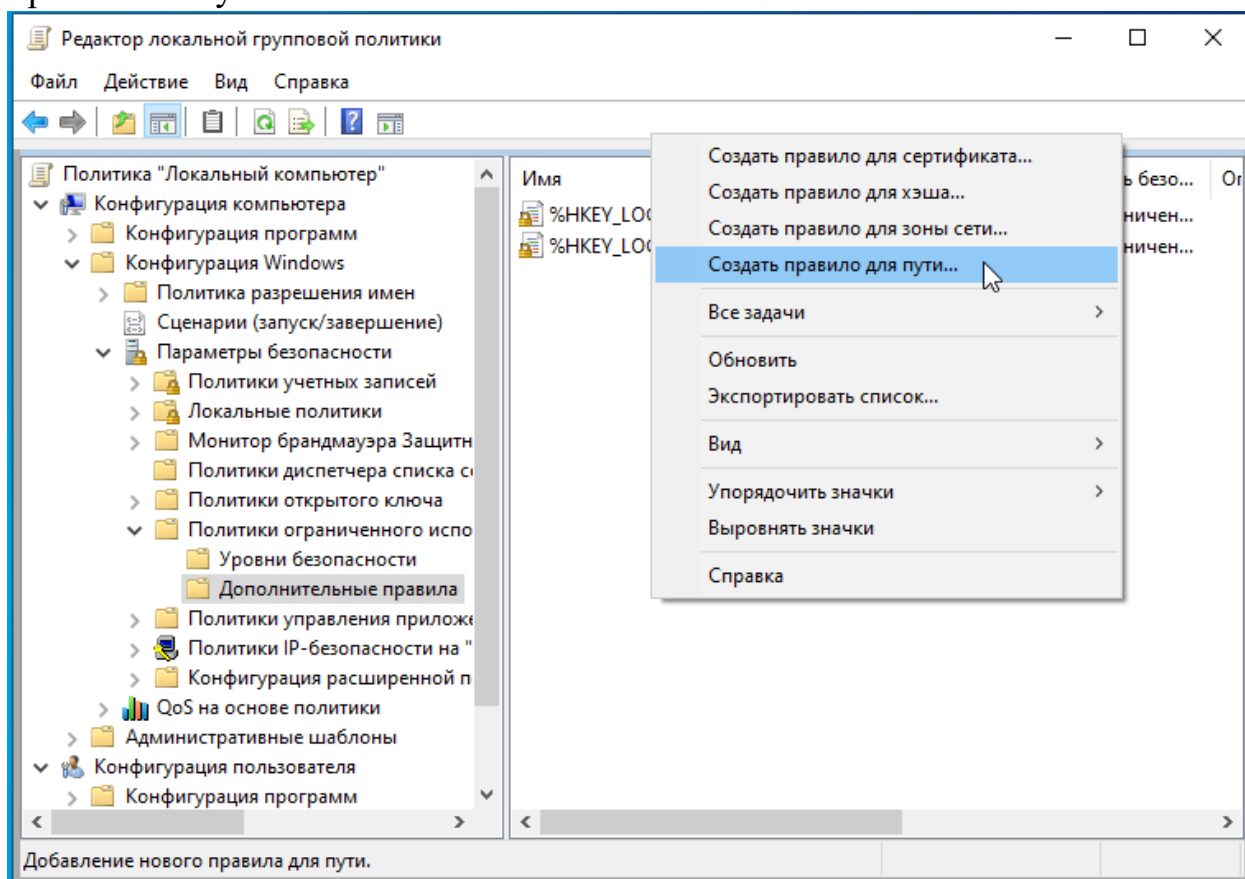 Редактор локальной групповой политики
Файл Действие Вид Справка
Политика "Локальный компьютер"
Конфигурация компьютера
Конфигурация программ
Конфигурация Windows
Политика разрешения имен
Сценарии (запуск/завершение)
Параметры безопасности
Политики учетных записей
Локальные политики
Монитор брандмауэра Защитн
Политики диспетчера списка
Политики открытого ключа
Политики ограниченного испо
Уровни безопасности
Дополнительные правила
Политики управления приложе
Политики IP-безопасности на "
Конфигурация расширенной п
QoS на основе политики
Административные шаблоны
Конфигурация пользователя
Конфигурация программ
Имя ь безо... Ог
%HKEY_LOC ничен...
%HKEY_LOC ничен...
Создать правило для сертификата...
Создать правило для хэша...
Создать правило для зоны сети...
Создать правило для пути...
Все задачи
Обновить
Экспортировать список...
Вид
Упорядочить значки
Выровнять значки
Справка
Добавление нового правила для пути.